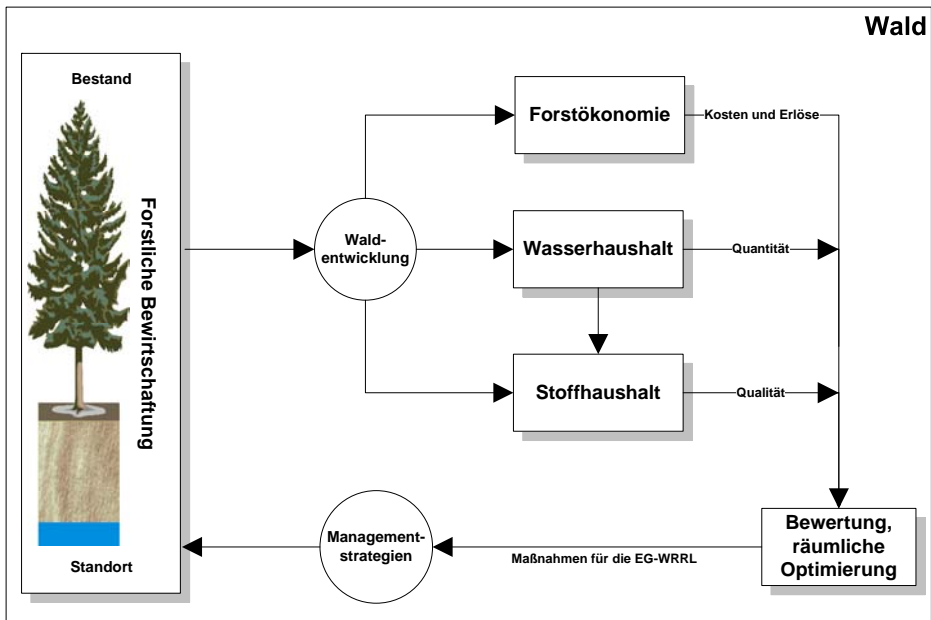 Wald
Bestand
Forstliche Bewirtschaftung
Standort
Wald-
entwicklung
Forstökonomie
Kosten und Erlöse
Wasserhaushalt
Quantität
Stoffhaushalt
Qualität
Bewertung,
räumliche
Optimierung
Maßnahmen für die EG-WRRL
Management-
strategien